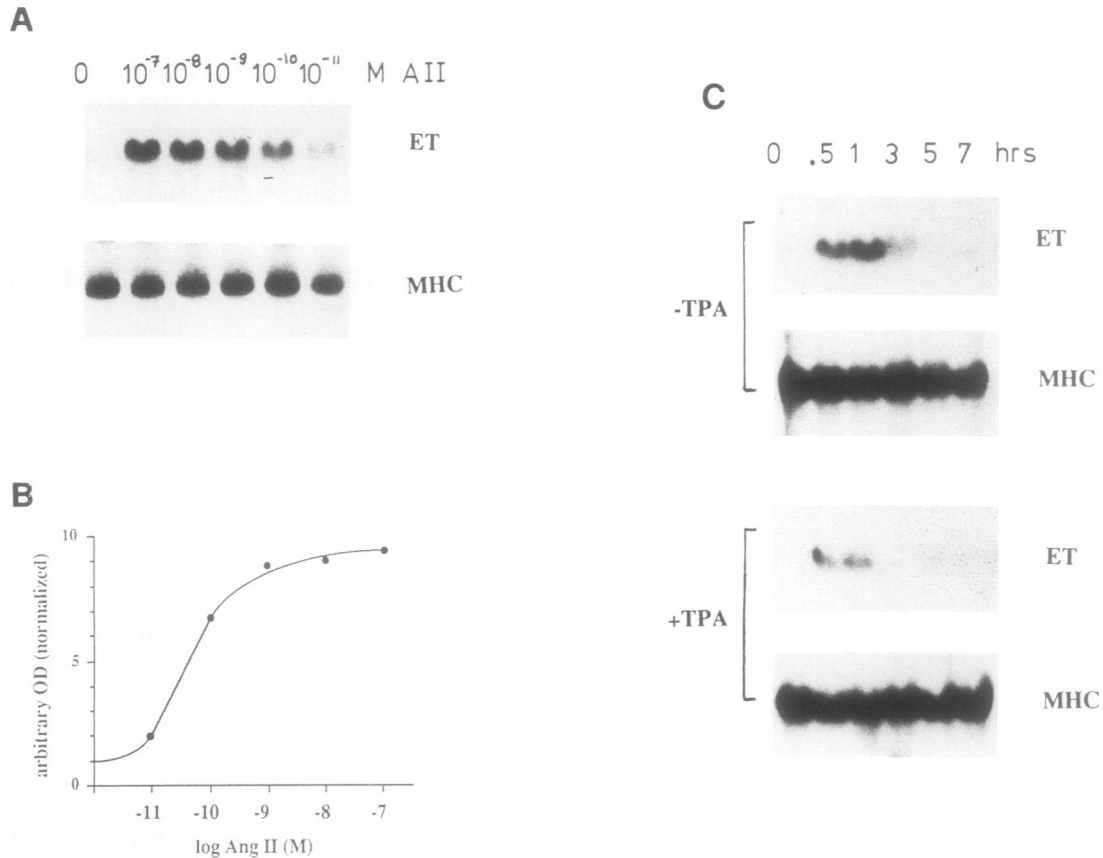 A
0 10⁻⁷ 10⁻⁸ 10⁻⁹ 10⁻¹⁰ 10⁻¹¹ M AII
ET
MHC
B
10
5
0
arbitrary OD (normalized)
-11 -10 -9 -8 -7
log Ang II (M)
C
0 .5 1 3 5 7 hrs
-TPA
ET
MHC
+TPA
ET
MHC